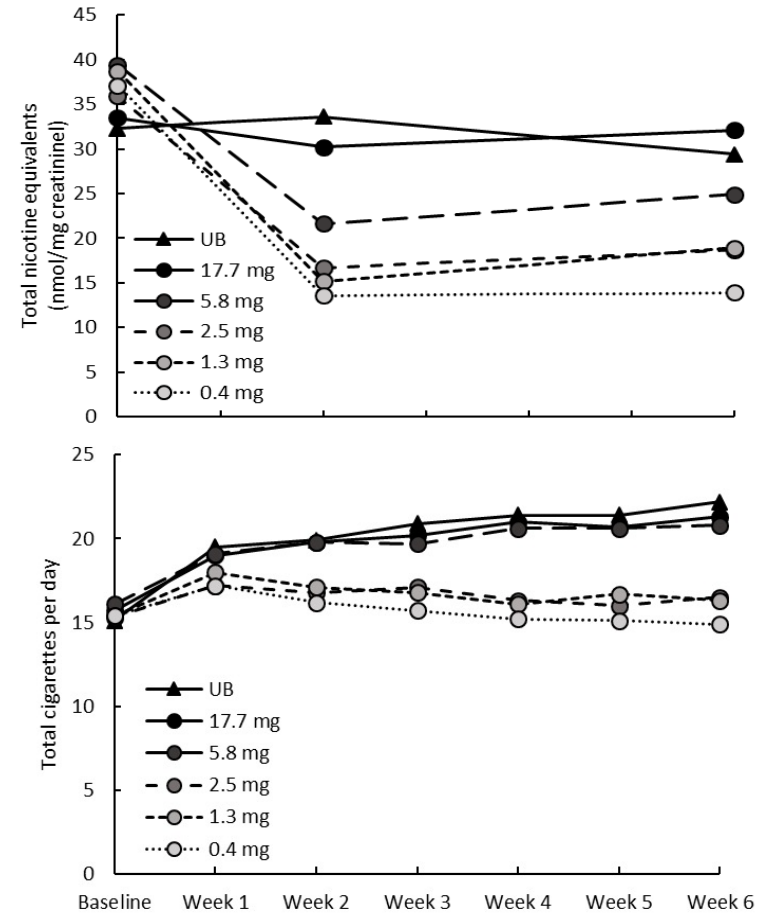 45
40
35
30
25
20
15
10
5
0
Total nicotine equivalents
(nmol/mg creatininel)
UB
17.7 mg
5.8 mg
2.5 mg
1.3 mg
0.4 mg
25
20
15
10
5
0
Total cigarettes per day
UB
17.7 mg
5.8 mg
2.5 mg
1.3 mg
0.4 mg
Baseline Week 1 Week 2 Week 3 Week 4 Week 5 Week 6